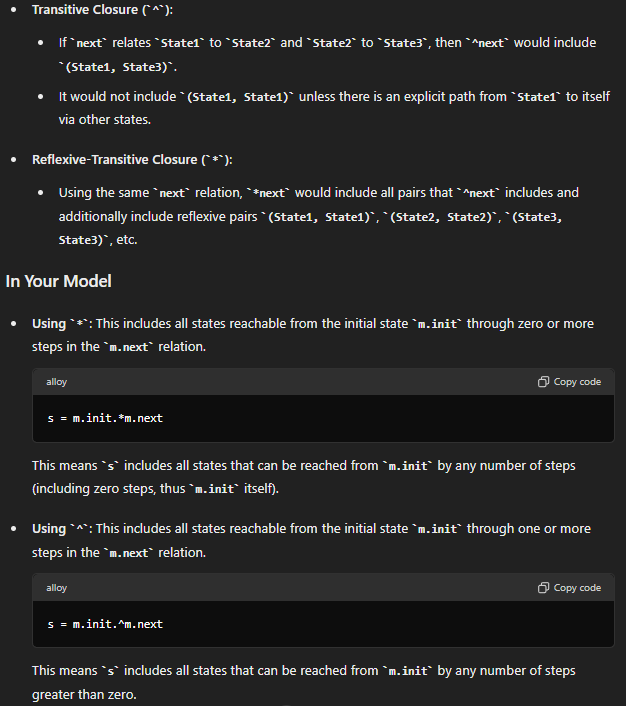 • Transitive Closure (`^`):
• If `next` relates `State1` to `State2` and `State2` to `State3`, then `^next` would include
`(State1, State3)`.
• It would not include `(State1, State1)` unless there is an explicit path from `State1` to itself
via other states.
• Reflexive-Transitive Closure (`*`):
• Using the same `next` relation, `*next` would include all pairs that `^next` includes and
additionally include reflexive pairs `(State1, State1)`, `(State2, State2)`, `(State3,
State3)`, etc.
In Your Model
• Using `*`: This includes all states reachable from the initial state `m.init` through zero or more
steps in the `m.next` relation.
alloy Copy code
s = m.init.*m.next
This means `s` includes all states that can be reached from `m.init` by any number of steps
(including zero steps, thus `m.init` itself).
• Using `^`: This includes all states reachable from the initial state `m.init` through one or more
steps in the `m.next` relation.
alloy Copy code
s = m.init.^m.next
This means `s` includes all states that can be reached from `m.init` by any number of steps
greater than zero.